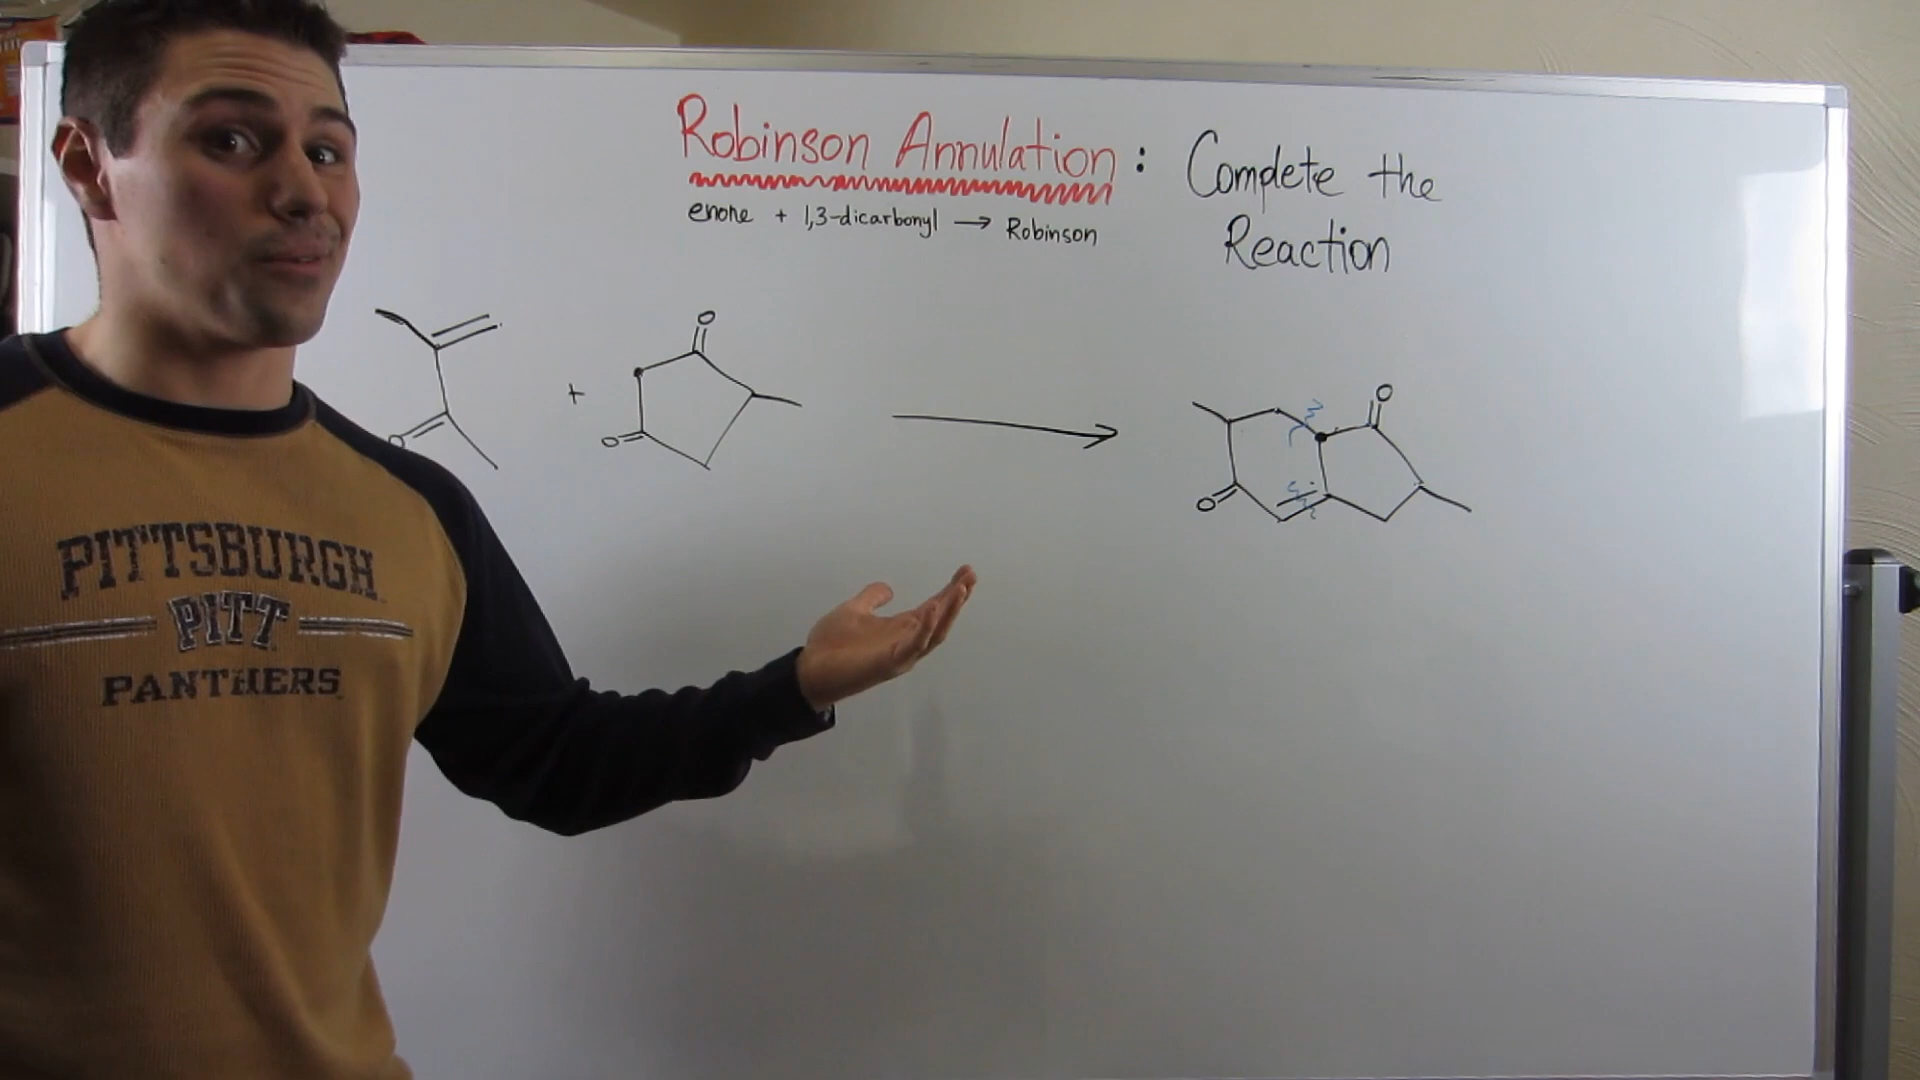 Robinson Annulation : Complete the
Reaction
enone + 1,3-dicarbonyl → Robinson
O
O
+
O
O
O
O
PITTSBURGH
PITT
PANTHERS